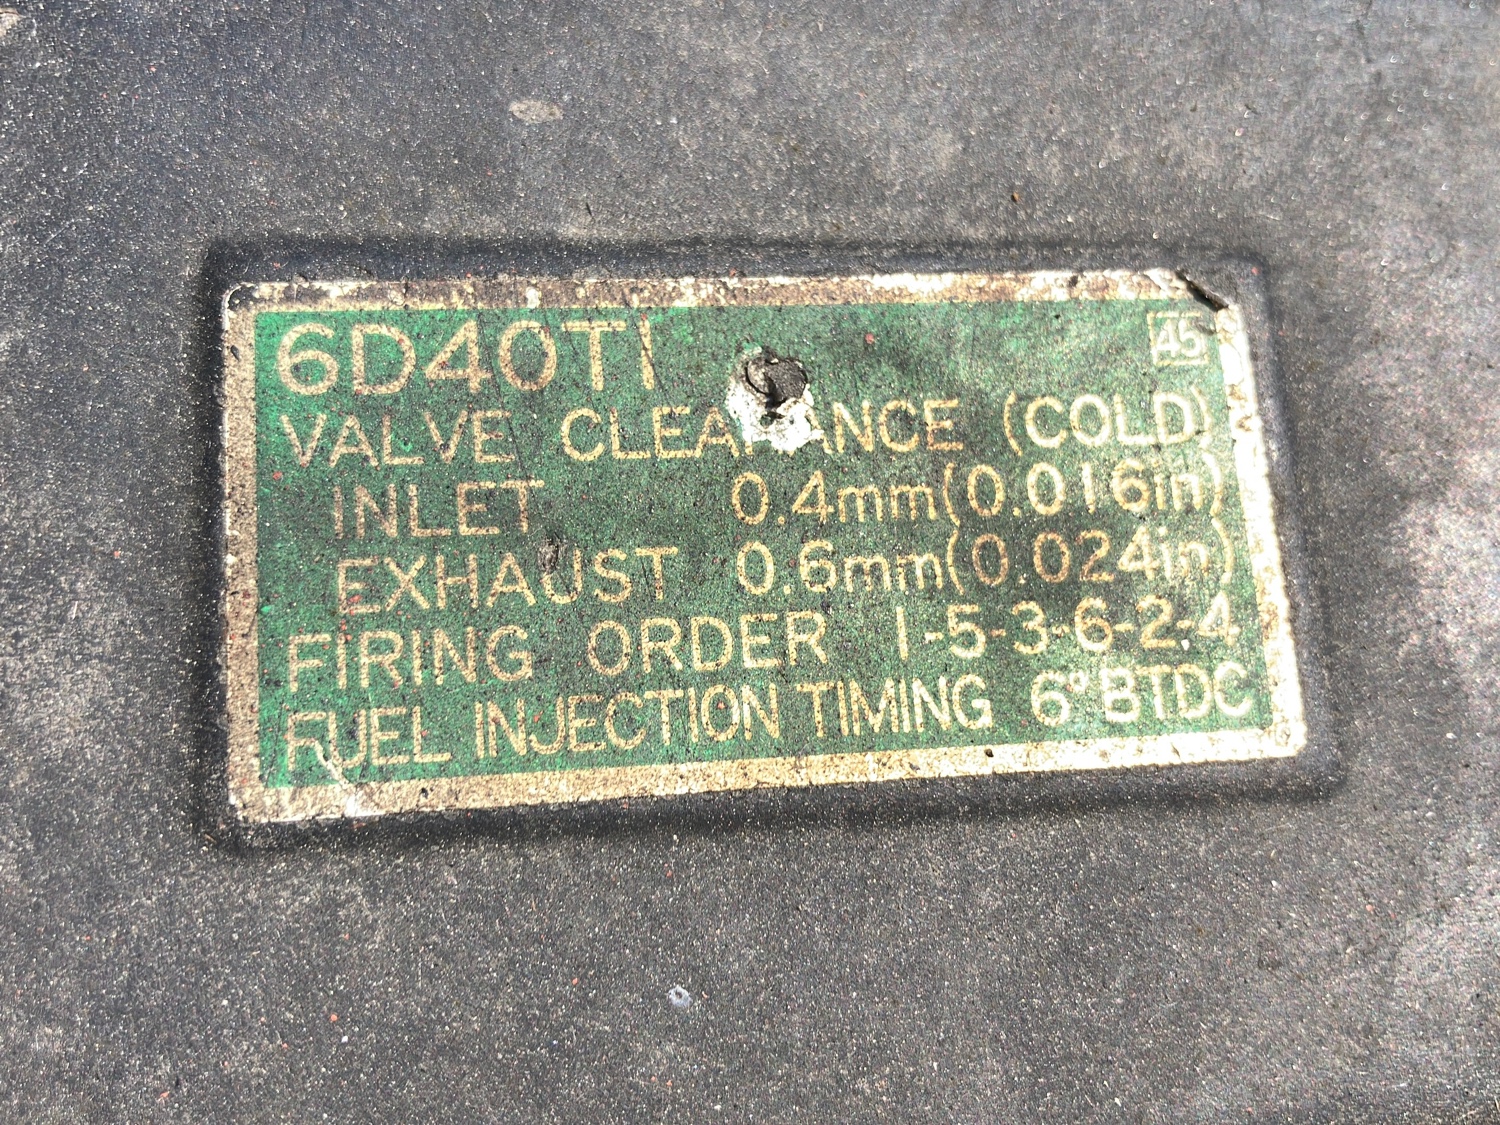 6D40TI 45
VALVE CLEARANCE (COLD)
INLET 0.4mm(0.016in)
EXHAUST 0.6mm(0.024in)
FIRING ORDER 1-5-3-6-2-4
FUEL INJECTION TIMING 6° BTDC